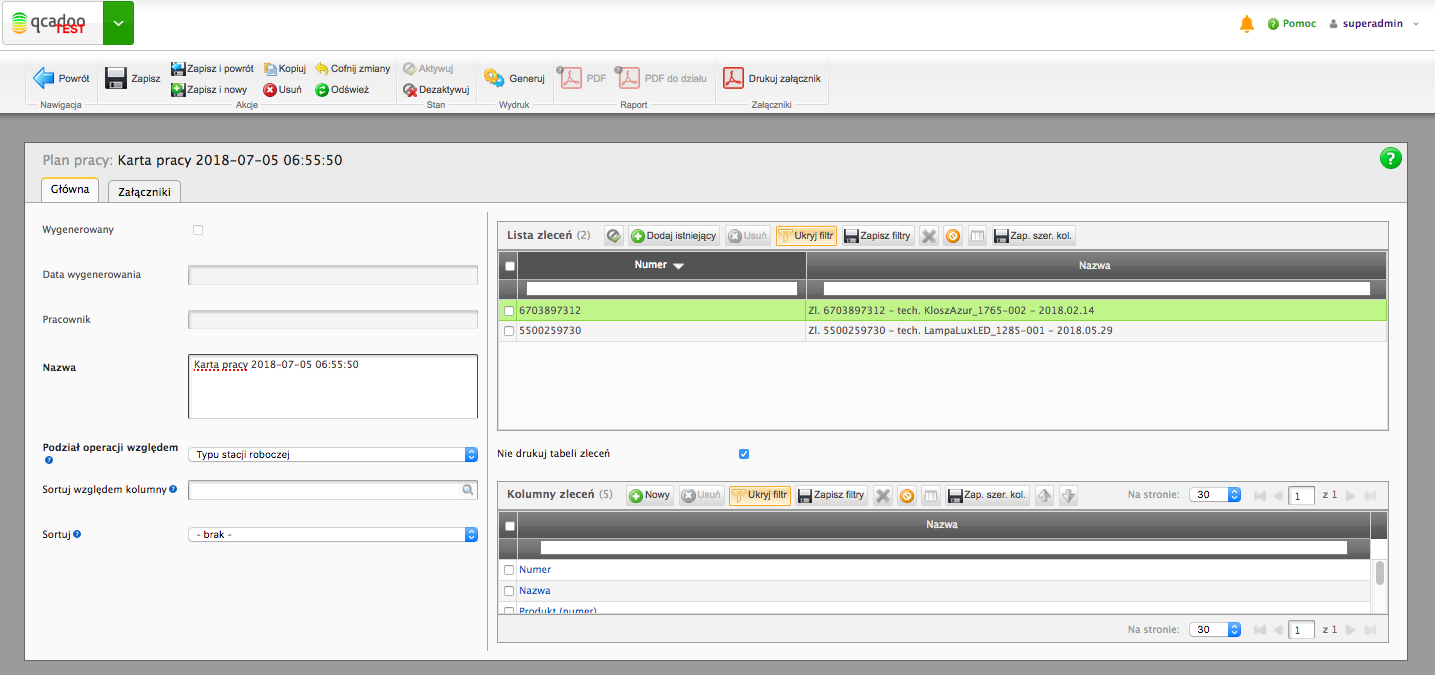 qcadoo
TEST
Pomoc
superadmin
Powrót
Nawigacja
Zapisz
Zapisz i powrót
Zapisz i nowy
Kopiuj
Usuń
Cofnij zmiany
Odśwież
Akcje
Aktywuj
Dezaktywuj
Stan
Generuj
Wydruk
PDF
PDF do działu
Raport
Drukuj załącznik
Załączniki
Plan pracy: Karta pracy 2018-07-05 06:55:50
Główna
Załączniki
Wygenerowany
Data wygenerowania
Pracownik
Nazwa
Karta pracy 2018-07-05 06:55:50
Podział operacji względem
Typu stacji roboczej
Sortuj względem kolumny
Sortuj
- brak -
Lista zleceń (2)
Dodaj istniejący
Usuń
Ukryj filtr
Zapisz filtry
Zap. szer. kol.
Numer
Nazwa
6703897312
Zl. 6703897312 - tech. KloszAzur_1765-002 - 2018.02.14
5500259730
Zl. 5500259730 - tech. LampaLuxLED_1285-001 - 2018.05.29
Nie drukuj tabeli zleceń
Kolumny zleceń (5)
Nowy
Usuń
Ukryj filtr
Zapisz filtry
Zap. szer. kol.
Na stronie:
30
1
z 1
Nazwa
Numer
Nazwa
Produkt (numer)
Na stronie:
30
1
z 1